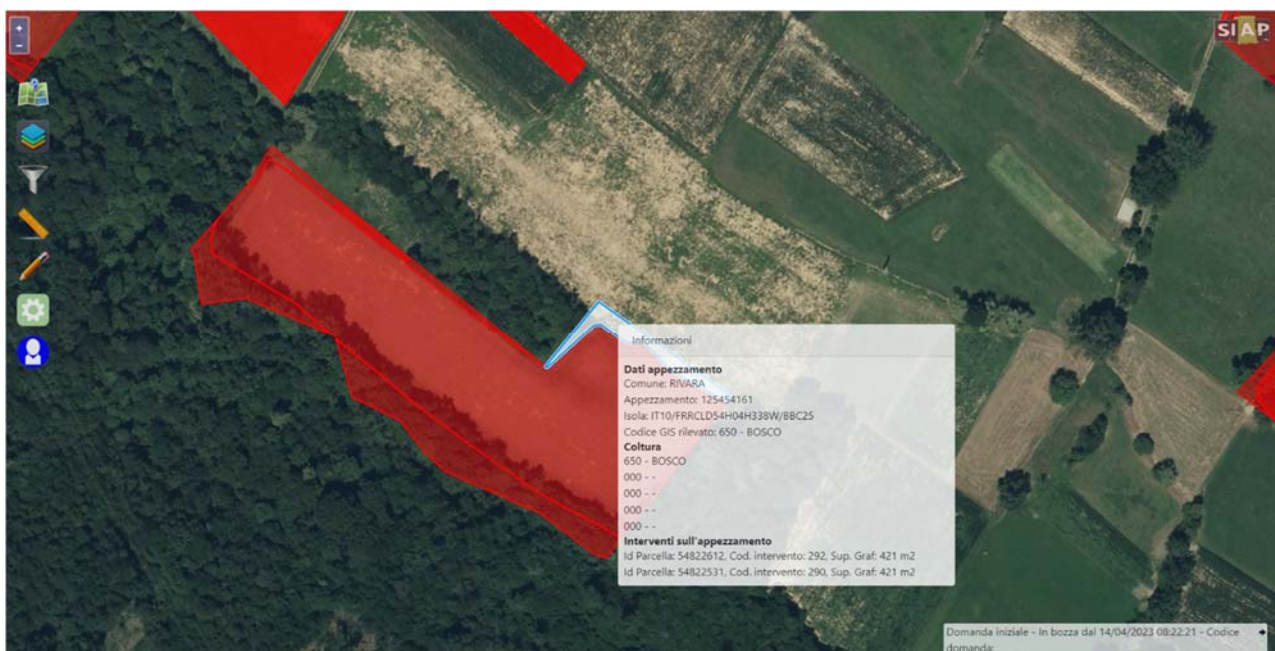 +
-
SIAP
Informazioni
Dati appezzamento
Comune: RIVARA
Appezzamento: 125454161
Isola: IT10/FRRCLD54H04H338W/BBC25
Codice GIS rilevato: 650 - BOSCO
Coltura
650 - BOSCO
000 - -
000 - -
000 - -
000 - -
Interventi sull'appezzamento
Id Parcella: 54822612, Cod. intervento: 292, Sup. Graf: 421 m2
Id Parcella: 54822531, Cod. intervento: 290, Sup. Graf: 421 m2
Domanda iniziale - In bozza dal 14/04/2023 08:22:21 - Codice
domanda: